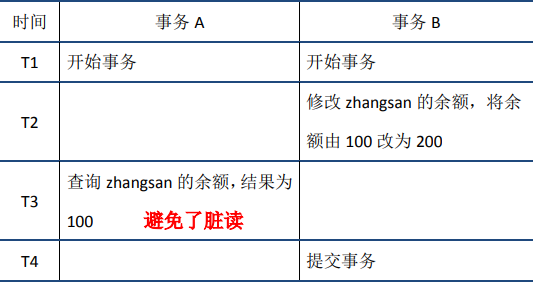 时间 事务 A 事务 B
T1 开始事务 开始事务
T2 修改 zhangsan 的余额，将余
额由 100 改为 200
T3 查询 zhangsan 的余额，结果为
100 避免了脏读
T4 提交事务